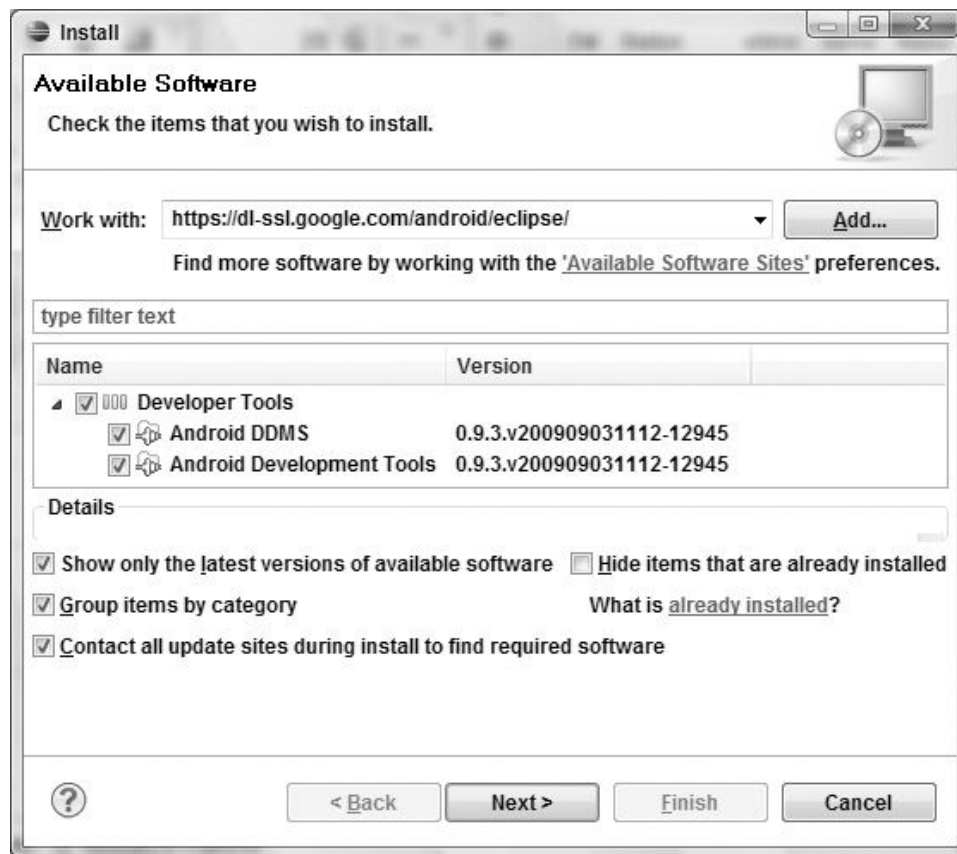 Install
Available Software
Check the items that you wish to install.
Work with: https://dl-ssl.google.com/android/eclipse/ Add...
Find more software by working with the 'Available Software Sites' preferences.
type filter text
Name Version
Developer Tools
Android DDMS 0.9.3.v200909031112-12945
Android Development Tools 0.9.3.v200909031112-12945
Details
Show only the latest versions of available software Hide items that are already installed
Group items by category What is already installed?
Contact all update sites during install to find required software
? < Back Next > Finish Cancel